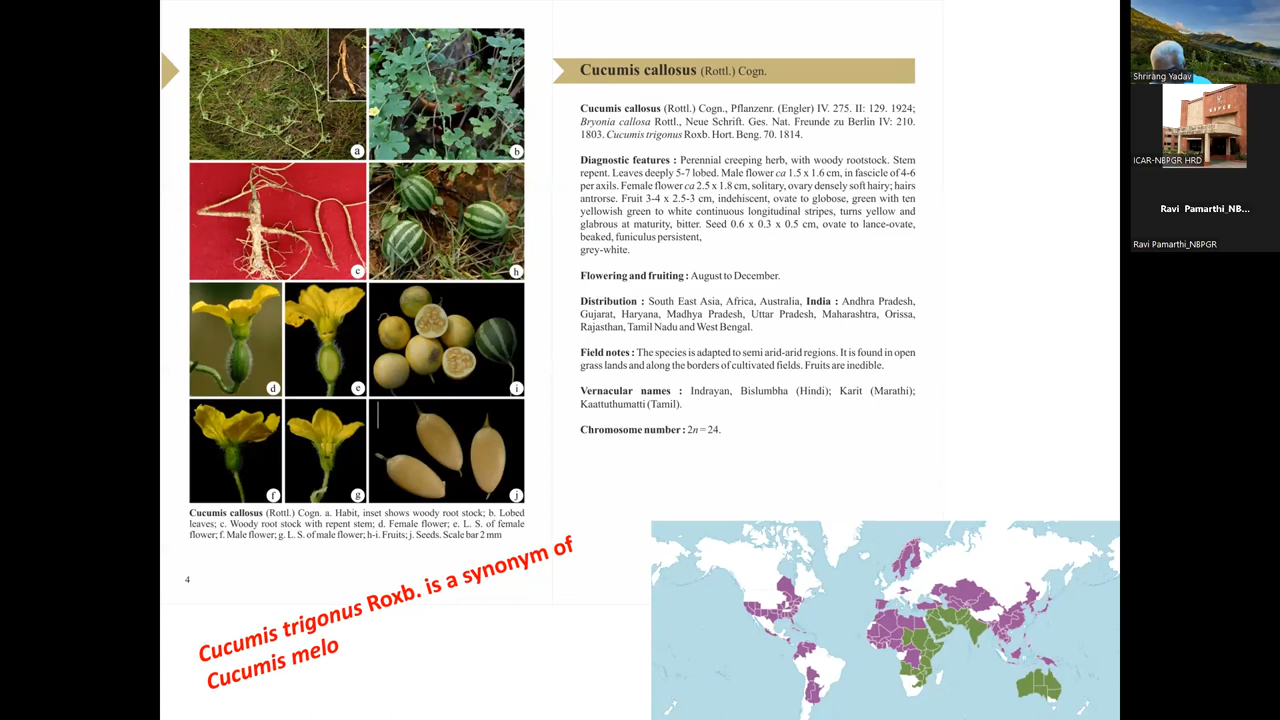 a
b
c
h
d
e
i
f
g
j
Cucumis callosus (Rottl.) Cogn. a. Habit, inset shows woody root stock; b. Lobed
leaves; c. Woody root stock with repent stem; d. Female flower; e. L. S. of female
flower; f. Male flower; g. L. S. of male flower; h-i. Fruits; j. Seeds. Scale bar 2 mm
4
Cucumis trigonus Roxb. is a synonym of
Cucumis melo
Cucumis callosus (Rottl.) Cogn.
Cucumis callosus (Rottl.) Cogn., Pflanzenr. (Engler) IV. 275. II: 129. 1924;
Bryonia callosa Rottl., Neue Schrift. Ges. Nat. Freunde zu Berlin IV: 210.
1803. Cucumis trigonus Roxb. Hort. Beng. 70. 1814.
Diagnostic features : Perennial creeping herb, with woody rootstock. Stem
repent. Leaves deeply 5-7 lobed. Male flower ca 1.5 x 1.6 cm, in fascicle of 4-6
per axils. Female flower ca 2.5 x 1.8 cm, solitary, ovary densely soft hairy; hairs
antrorse. Fruit 3-4 x 2.5-3 cm, indehiscent, ovate to globose, green with ten
yellowish green to white continuous longitudinal stripes, turns yellow and
glabrous at maturity, bitter. Seed 0.6 x 0.3 x 0.5 cm, ovate to lance-ovate,
beaked, funiculus persistent,
grey-white.
Flowering and fruiting : August to December.
Distribution : South East Asia, Africa, Australia, India : Andhra Pradesh,
Gujarat, Haryana, Madhya Pradesh, Uttar Pradesh, Maharashtra, Orissa,
Rajasthan, Tamil Nadu and West Bengal.
Field notes : The species is adapted to semi arid-arid regions. It is found in open
grass lands and along the borders of cultivated fields. Fruits are inedible.
Vernacular names : Indrayan, Bislumbha (Hindi); Karit (Marathi);
Kaattuthumatti (Tamil).
Chromosome number : 2n = 24.
Shrirang Yadav
ICAR-NBPGR HRD
Ravi Pamarthi_NB...
Ravi Pamarthi_NBPGR